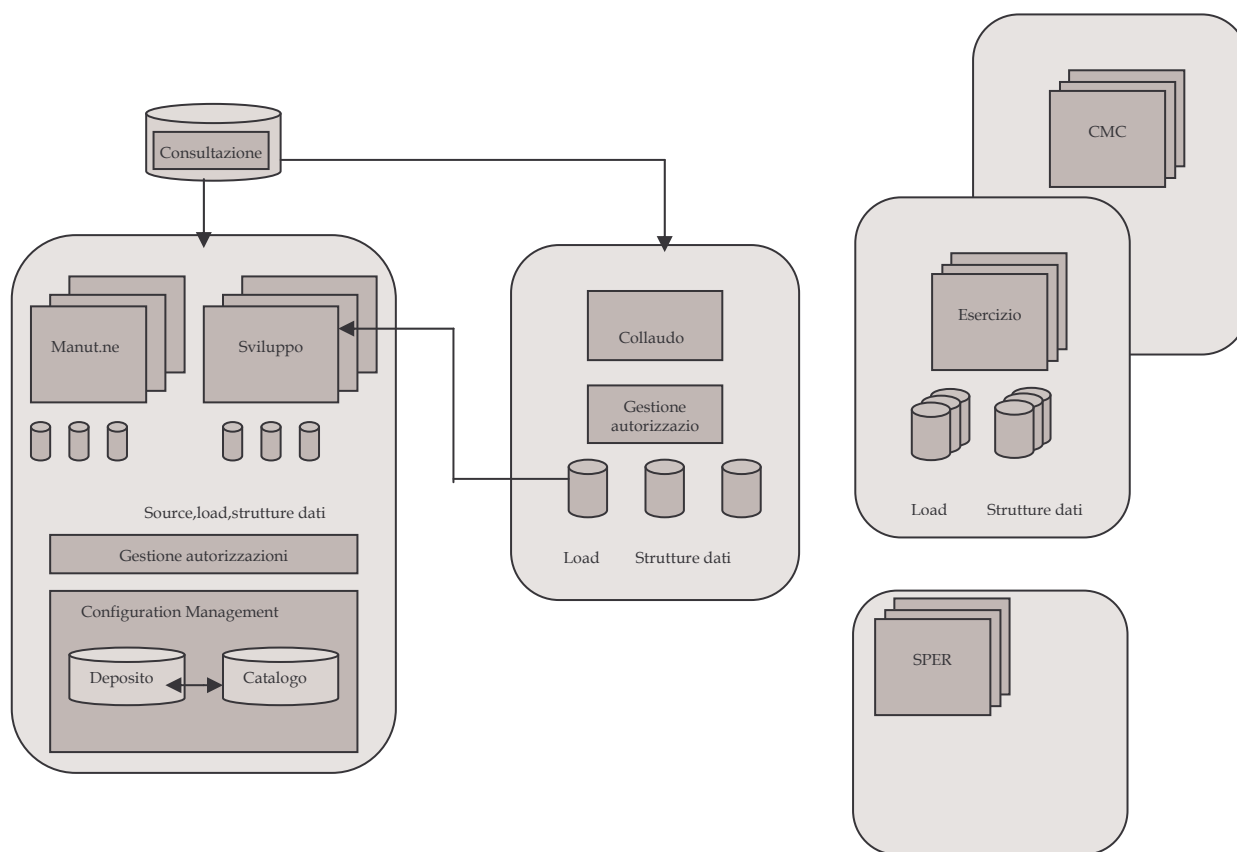 CMC
Consultazione
Manut.ne
Sviluppo
Source,load,strutture dati
Gestione autorizzazioni
Configuration Management
Deposito
Catalogo
Collaudo
Gestione
autorizzazio
Load
Strutture dati
Esercizio
Load
Strutture dati
SPER